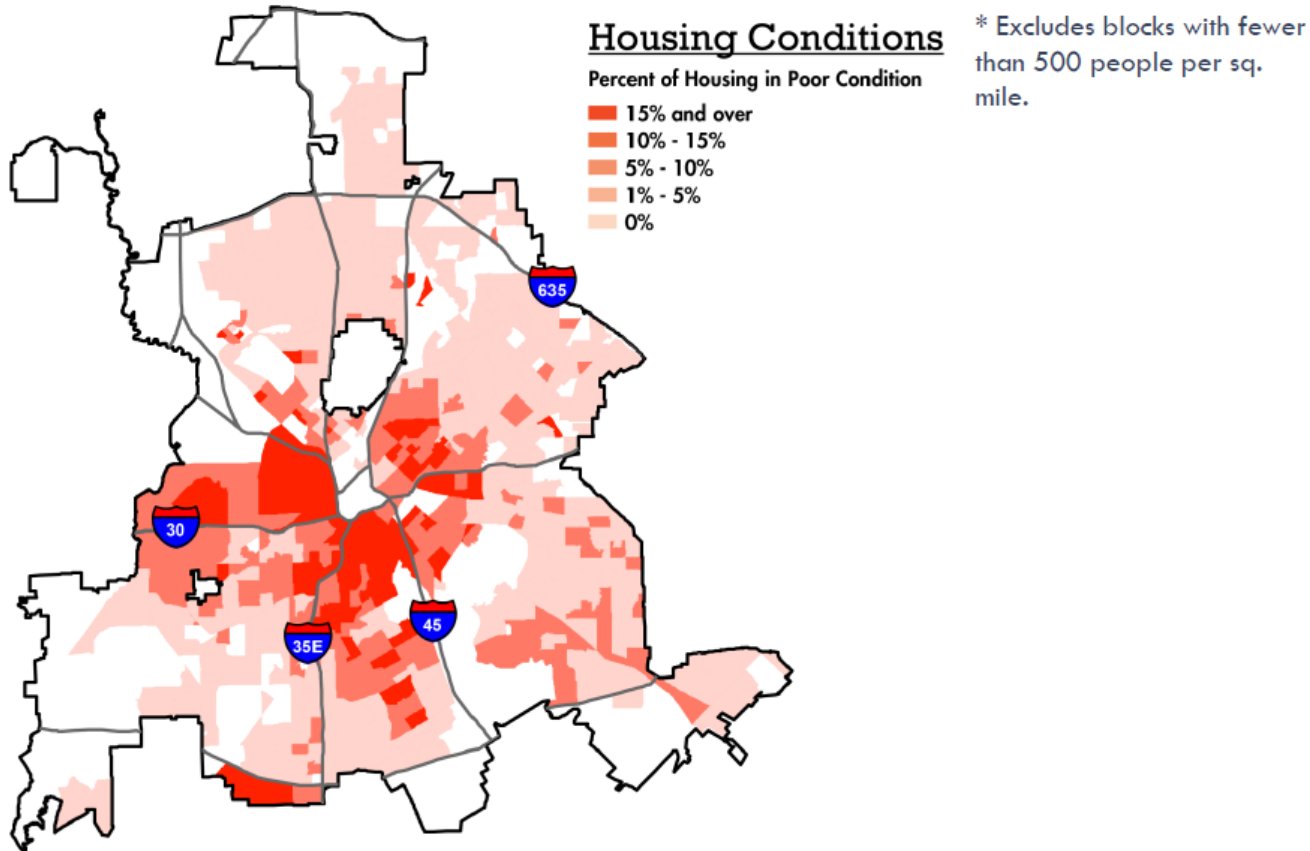 Housing Conditions
Percent of Housing in Poor Condition
15% and over
10% - 15%
5% - 10%
1% - 5%
0%
* Excludes blocks with fewer
than 500 people per sq.
mile.
635
30
45
35E